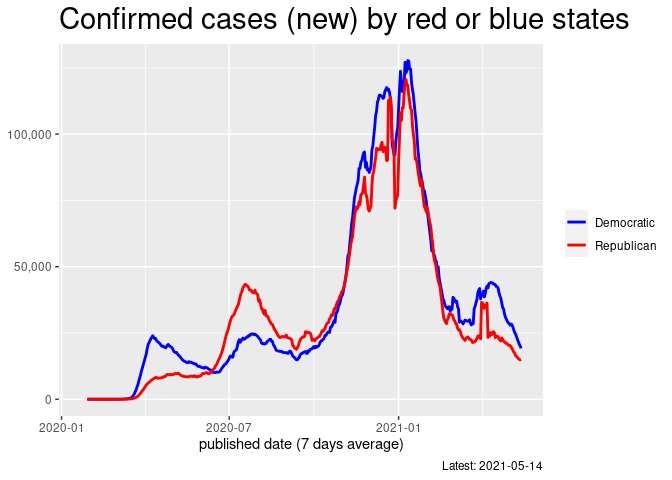 Confirmed cases (new) by red or blue states
100,000
50,000
0
2020-01
2020-07
2021-01
published date (7 days average)
Democratic
Republican
Latest: 2021-05-14